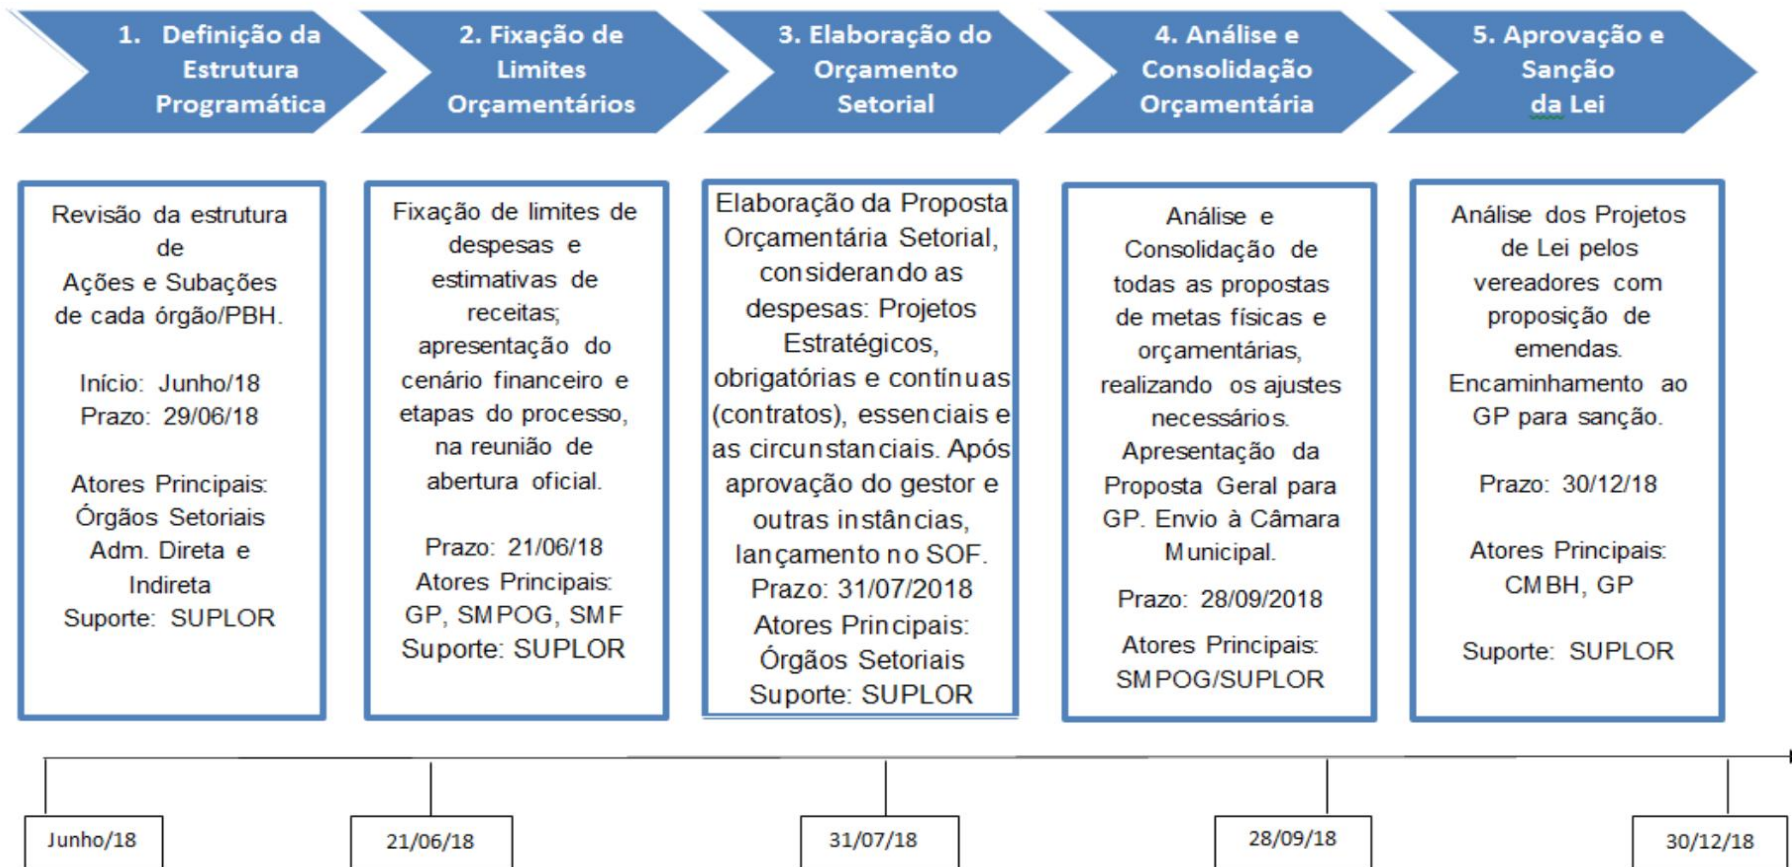 1. Definição da
Estrutura
Programática
2. Fixação de
Limites
Orçamentários
3. Elaboração do
Orçamento
Setorial
4. Análise e
Consolidação
Orçamentária
5. Aprovação e
Sanção
da Lei
Revisão da estrutura
de
Ações e Subações
de cada órgão/PBH.
Início: Junho/18
Prazo: 29/06/18
Atores Principais:
Órgãos Setoriais
Adm. Direta e
Indireta
Suporte: SUPLOR
Fixação de limites de
despesas e
estimativas de
receitas;
apresentação do
cenário financeiro e
etapas do processo,
na reunião de
abertura oficial.
Prazo: 21/06/18
Atores Principais:
GP, SMPOG, SMF
Suporte: SUPLOR
Elaboração da Proposta
Orçamentária Setorial,
considerando as
despesas: Projetos
Estratégicos,
obrigatórias e contínuas
(contratos), essenciais e
as circunstanciais. Após
aprovação do gestor e
outras instâncias,
lançamento no SOF.
Prazo: 31/07/2018
Atores Principais:
Órgãos Setoriais
Suporte: SUPLOR
Análise e
Consolidação de
todas as propostas
de metas físicas e
orçamentárias,
realizando os ajustes
necessários.
Apresentação da
Proposta Geral para
GP. Envio à Câmara
Municipal.
Prazo: 28/09/2018
Atores Principais:
SMPOG/SUPLOR
Análise dos Projetos
de Lei pelos
vereadores com
proposição de
emendas.
Encaminhamento ao
GP para sanção.
Prazo: 30/12/18
Atores Principais:
CMBH, GP
Suporte: SUPLOR
Junho/18
21/06/18
31/07/18
28/09/18
30/12/18